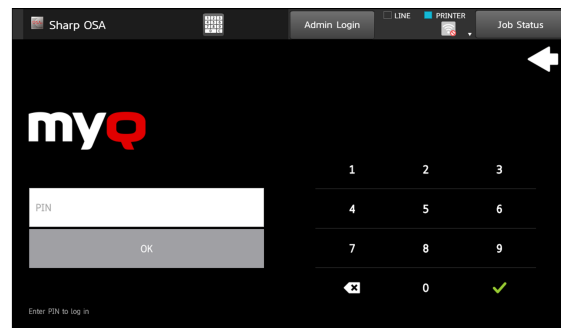 Sharp OSA
Admin Login
LINE
PRINTER
Job Status
myQ
1 2 3
PIN
4 5 6
OK
7 8 9
0
Enter PIN to log in